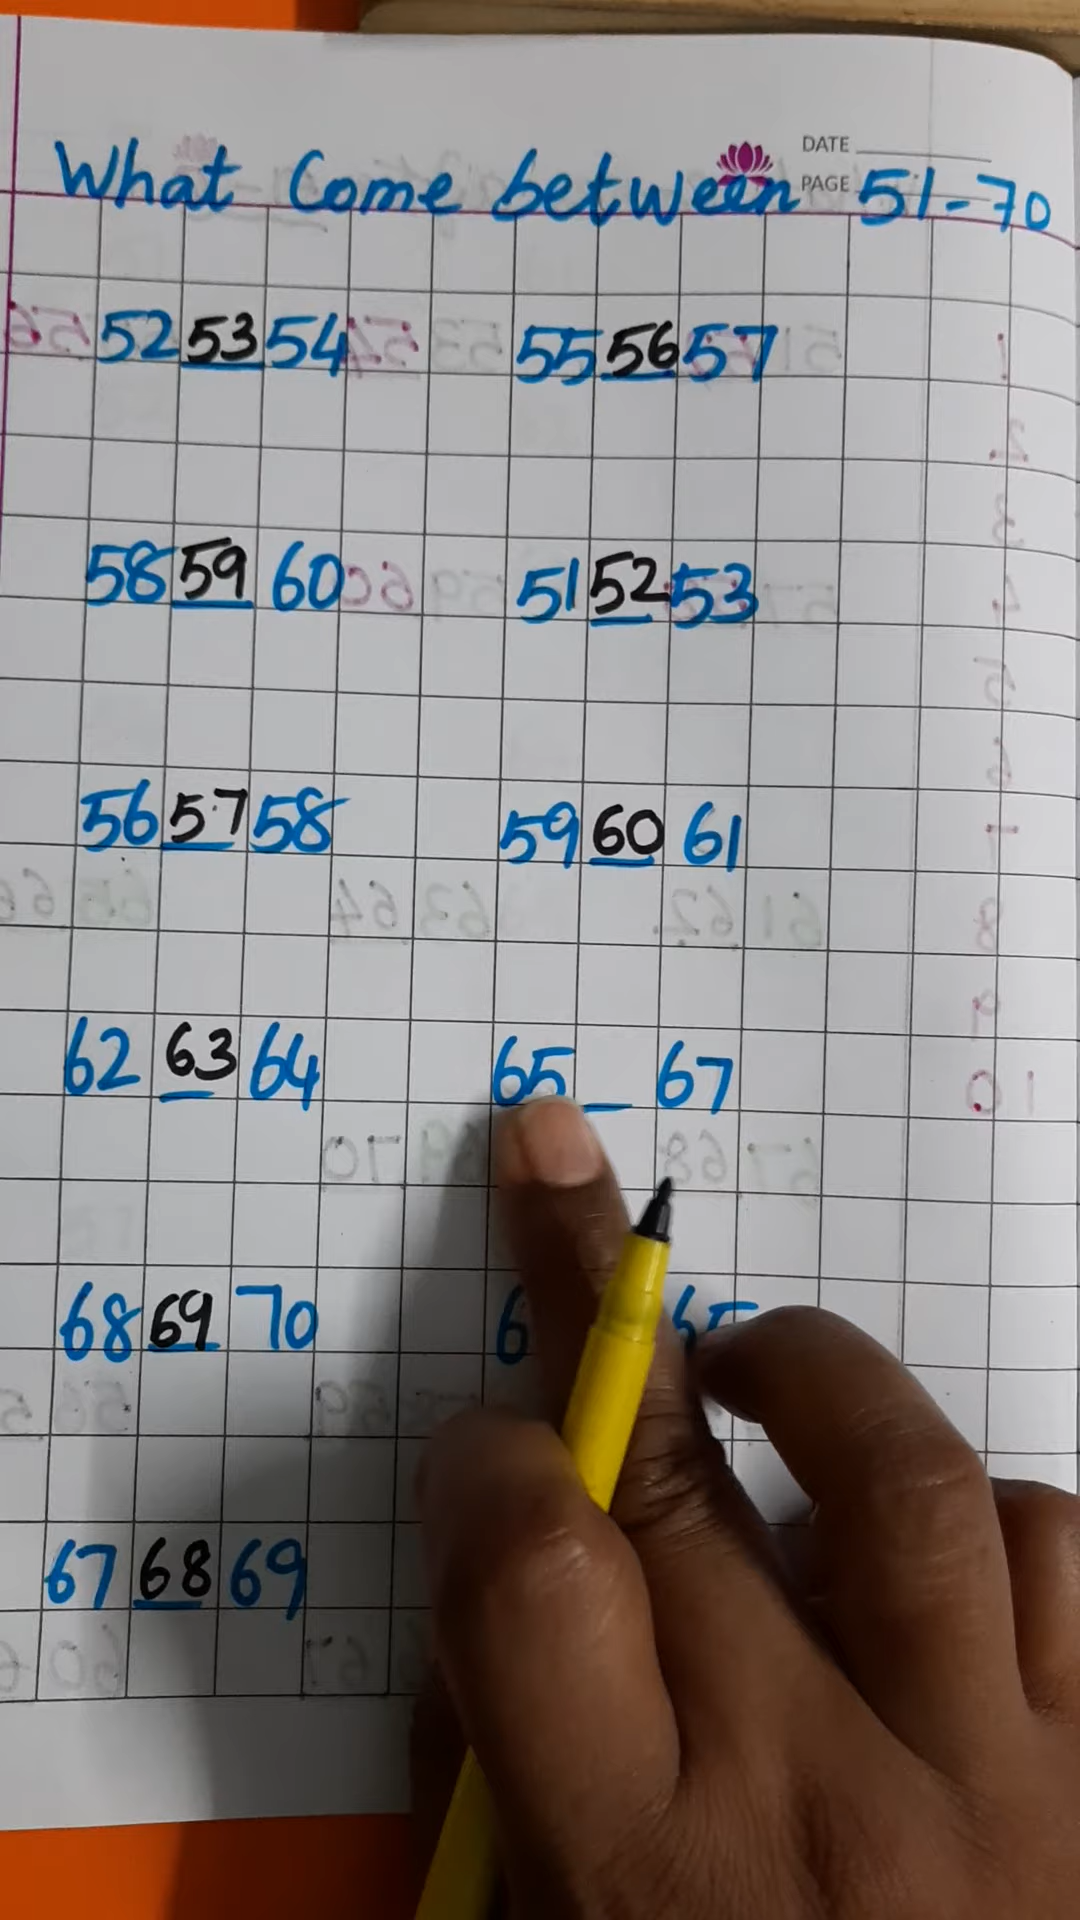 DATE
What Come between PAGE 51-70
52 53 54 55 56 57
58 59 60 51 52 53
56 57 58 59 60 61
62 63 64 65 _ 67
68 69 70 65
67 68 69